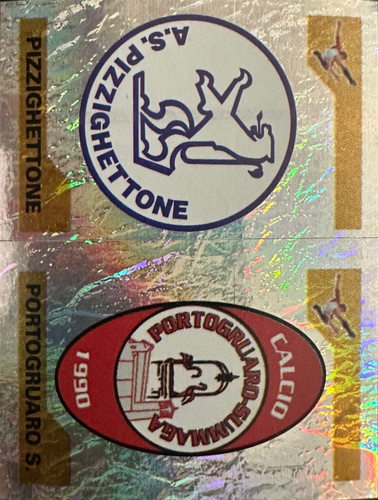 A.S. PIZZIGHETTONE
PIZZIGHETTONE
CALCIO
PORTOGRUARO-SUMMAGA
1990
PORTOGRUARO S.